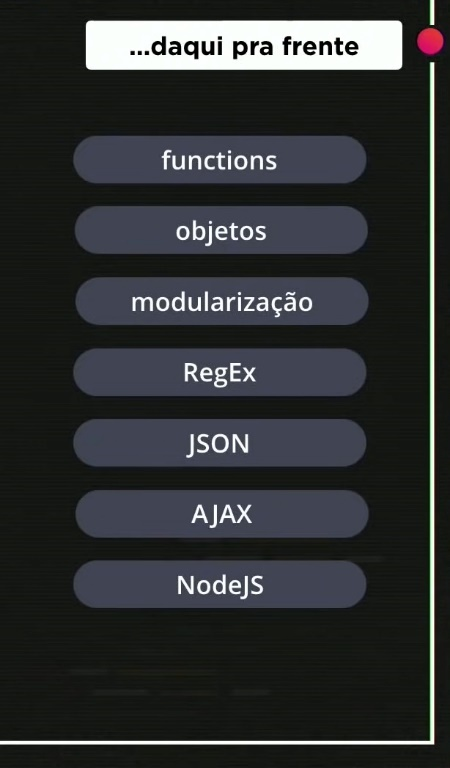 ...daqui pra frente
functions
objetos
modularização
RegEx
JSON
AJAX
NodeJS